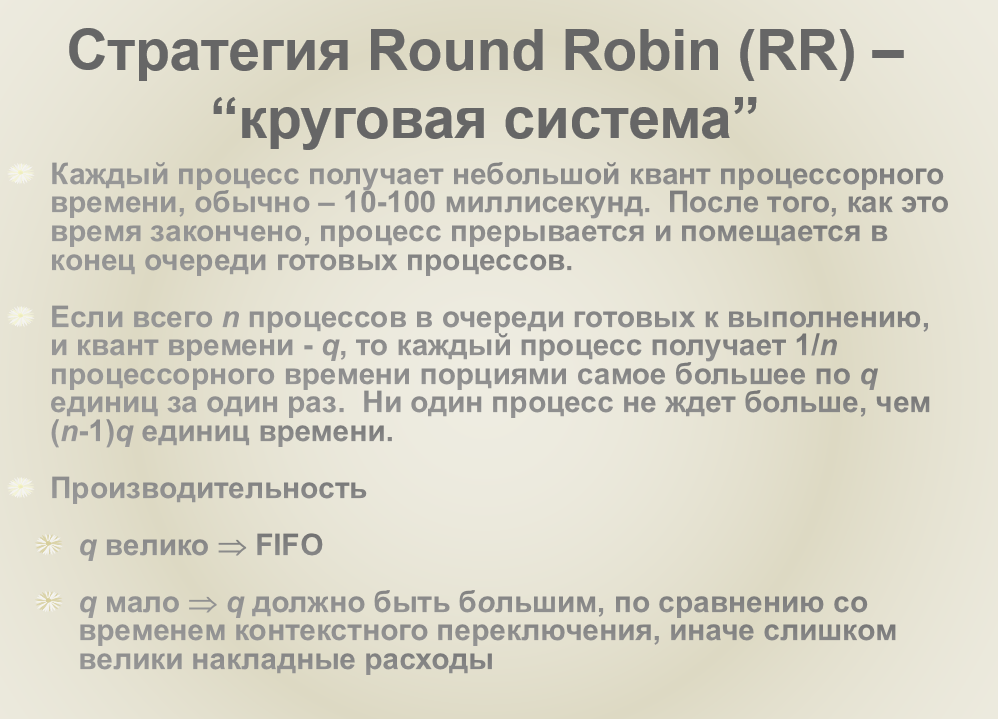 Стратегия Round Robin (RR) –
“круговая система”
Каждый процесс получает небольшой квант процессорного
времени, обычно – 10-100 миллисекунд.  После того, как это
время закончено, процесс прерывается и помещается в
конец очереди готовых процессов.
Если всего n процессов в очереди готовых к выполнению,
и квант времени - q, то каждый процесс получает 1/n
процессорного времени порциями самое большее по q
единиц за один раз.  Ни один процесс не ждет больше, чем
(n-1)q единиц времени.
Производительность
q велико ⇒ FIFO
q мало ⇒ q должно быть большим, по сравнению со
временем контекстного переключения, иначе слишком
велики накладные расходы